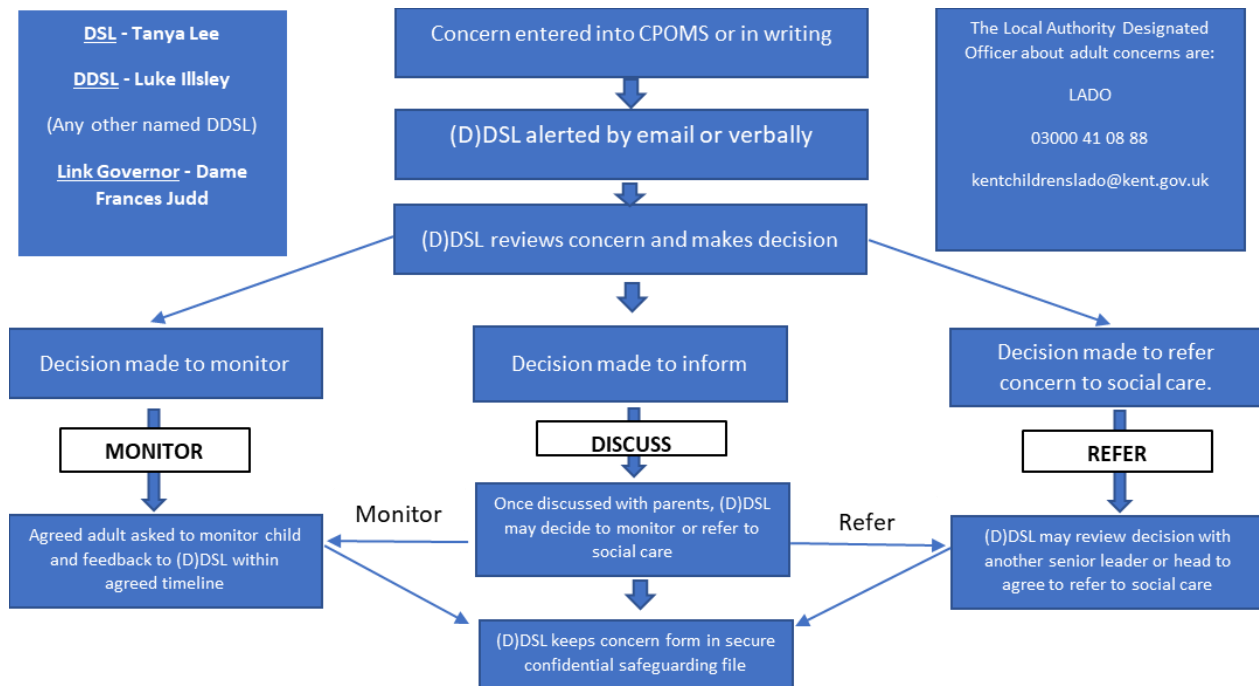 DSL - Tanya Lee
DDSL - Luke Illsley
(Any other named DDSL)
Link Governor - Dame
Frances Judd
Concern entered into CPOMS or in writing
The Local Authority Designated
Officer about adult concerns are:
LADO
03000 41 08 88
kentchildrenslado@kent.gov.uk
(D)DSL alerted by email or verbally
(D)DSL reviews concern and makes decision
Decision made to monitor
Decision made to inform
Decision made to refer
concern to social care.
MONITOR
DISCUSS
REFER
Agreed adult asked to monitor child
and feedback to (D)DSL within
agreed timeline
Monitor
Once discussed with parents, (D)DSL
may decide to monitor or refer to
social care
Refer
(D)DSL may review decision with
another senior leader or head to
agree to refer to social care
(D)DSL keeps concern form in secure
confidential safeguarding file